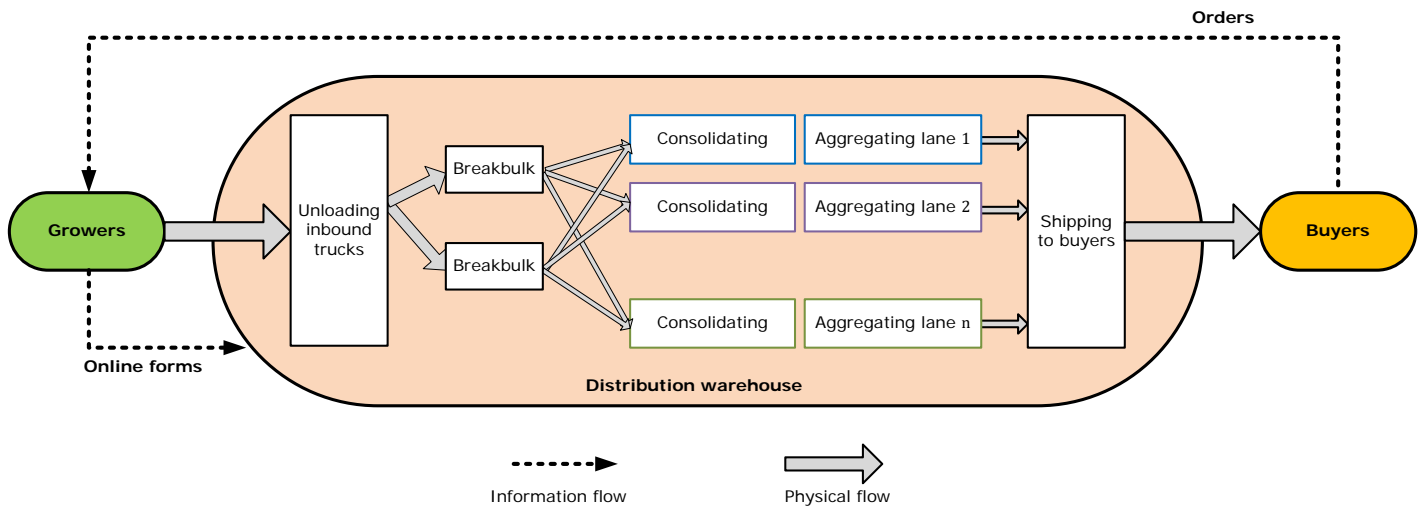 Orders
Growers
Online forms
Unloading
inbound
trucks
Breakbulk
Breakbulk
Consolidating
Aggregating lane 1
Consolidating
Aggregating lane 2
Consolidating
Aggregating lane n
Shipping
to buyers
Buyers
Distribution warehouse
Information flow
Physical flow